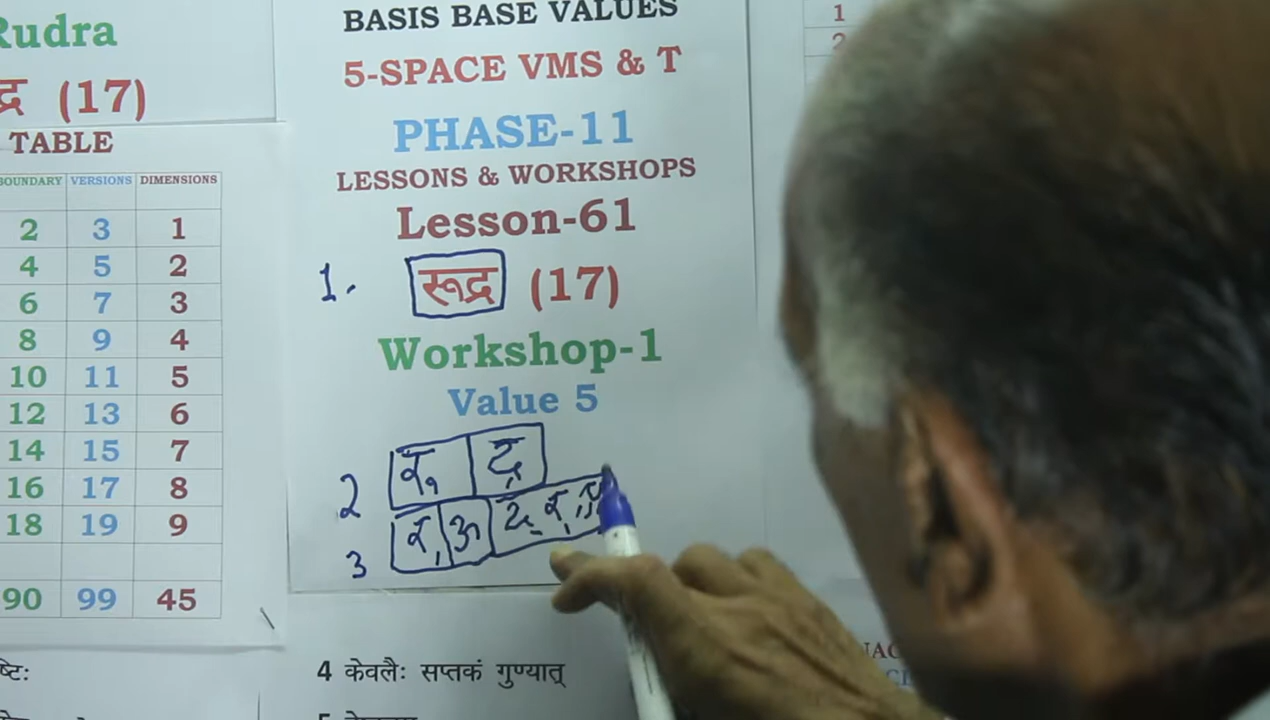 Rudra
द्र (17)
TABLE
BOUNDARY VERSIONS DIMENSIONS
2 3 1
4 5 2
6 7 3
8 9 4
10 11 5
12 13 6
14 15 7
16 17 8
18 19 9
90 99 45
BASIS BASE VALUES
5-SPACE VMS & T
PHASE-11
LESSONS & WORKSHOPS
Lesson-61
1. रूद्र (17)
Workshop-1
Value 5
2
3
4 केवलैः सप्तकं गुण्यात्
1
2